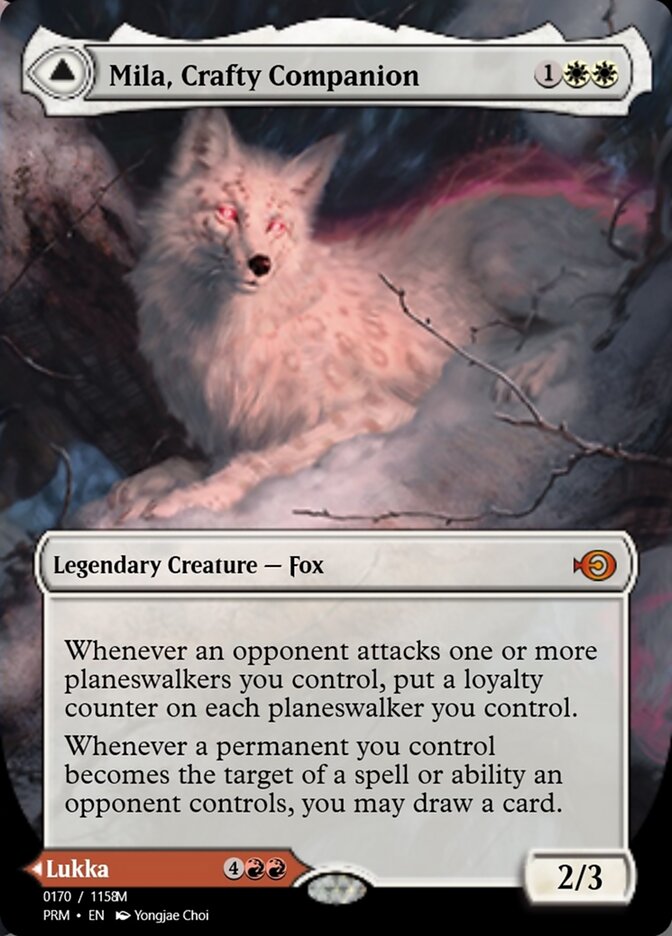 Mila, Crafty Companion 1
Legendary Creature — Fox
Whenever an opponent attacks one or more
planeswalkers you control, put a loyalty
counter on each planeswalker you control.
Whenever a permanent you control
becomes the target of a spell or ability an
opponent controls, you may draw a card.
Lukka 4
2/3
0170 / 1158M
PRM • EN Yongjae Choi